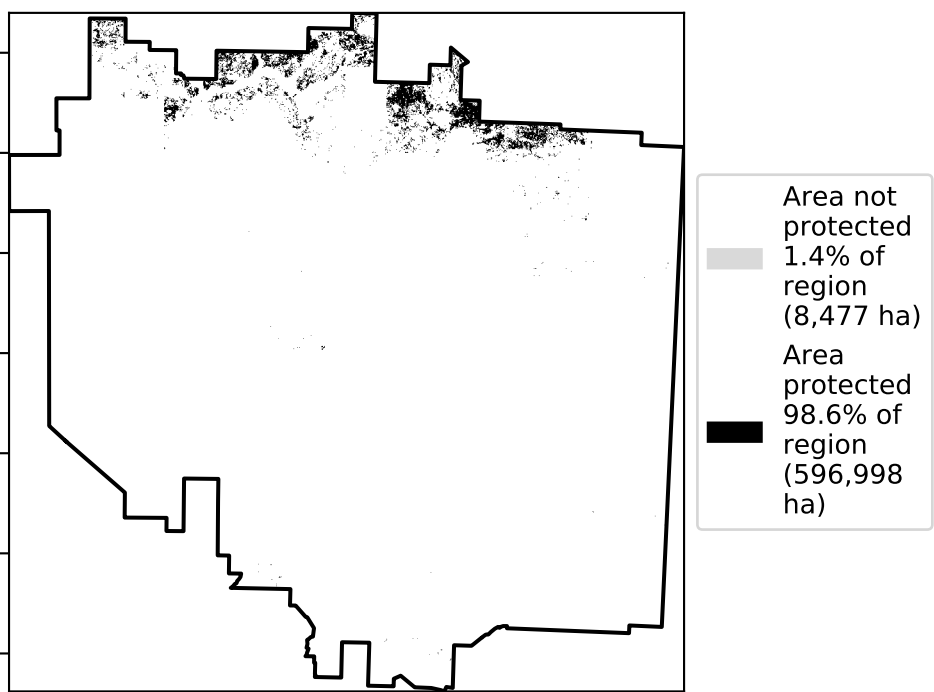 Area not
protected
1.4% of
region
(8,477 ha)
Area
protected
98.6% of
region
(596,998
ha)